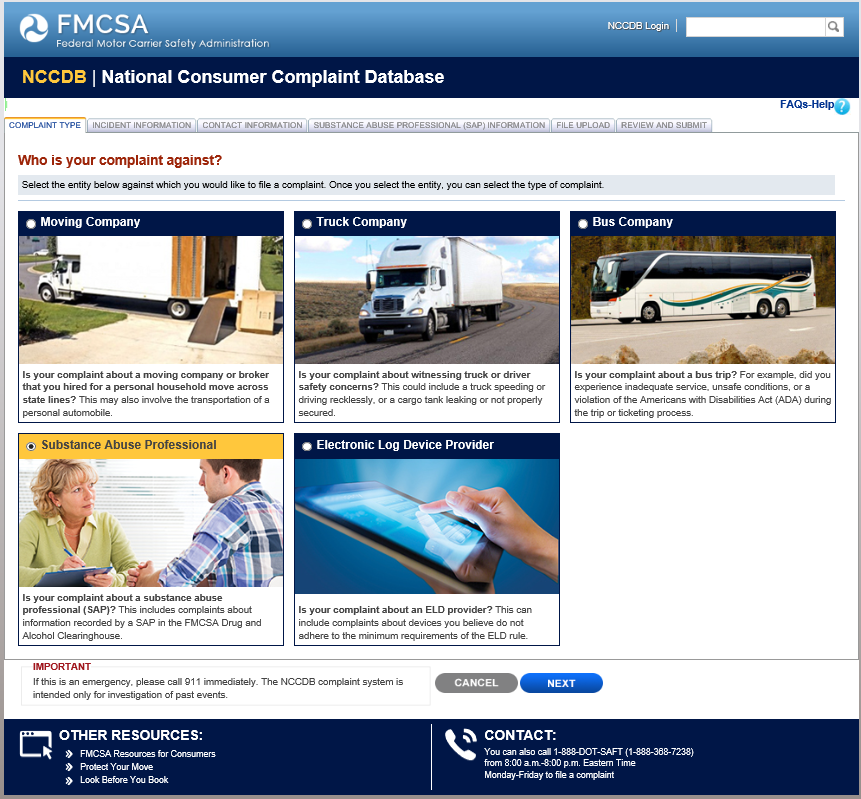 FMCSA
Federal Motor Carrier Safety Administration
NCCDB Login
NCCDB | National Consumer Complaint Database
FAQs-Help ?
COMPLAINT TYPE
INCIDENT INFORMATION
CONTACT INFORMATION
SUBSTANCE ABUSE PROFESSIONAL (SAP) INFORMATION
FILE UPLOAD
REVIEW AND SUBMIT
Who is your complaint against?
Select the entity below against which you would like to file a complaint. Once you select the entity, you can select the type of complaint.
Moving Company
Is your complaint about a moving company or broker
that you hired for a personal household move across
state lines? This may also involve the transportation of a
personal automobile.
Truck Company
Is your complaint about witnessing truck or driver
safety concerns? This could include a truck speeding or
driving recklessly, or a cargo tank leaking or not properly
secured.
Bus Company
Is your complaint about a bus trip? For example, did you
experience inadequate service, unsafe conditions, or a
violation of the Americans with Disabilities Act (ADA) during
the trip or ticketing process.
Substance Abuse Professional
Is your complaint about a substance abuse
professional (SAP)? This includes complaints about
information recorded by a SAP in the FMCSA Drug and
Alcohol Clearinghouse.
Electronic Log Device Provider
Is your complaint about an ELD provider? This can
include complaints about devices you believe do not
adhere to the minimum requirements of the ELD rule.
IMPORTANT
If this is an emergency, please call 911 immediately. The NCCDB complaint system is
intended only for investigation of past events.
CANCEL
NEXT
OTHER RESOURCES:
FMCSA Resources for Consumers
Protect Your Move
Look Before You Book
CONTACT:
You can also call 1-888-DOT-SAFT (1-888-368-7238)
from 8:00 a.m.-8:00 p.m. Eastern Time
Monday-Friday to file a complaint